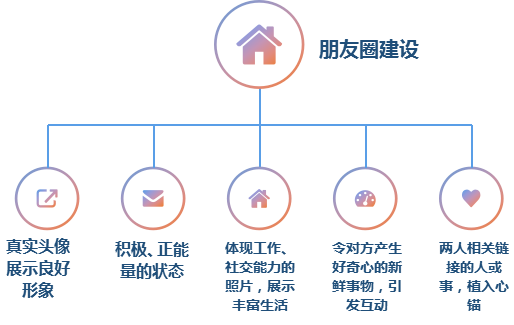 朋友圈建设
真实头像
展示良好
形象
积极、正能
量的状态
体现工作、
社交能力的
照片，展示
丰富生活
令对方产生
好奇心的新
鲜事物，引
发互动
两人相关链
接的人或
事，植入心
锚